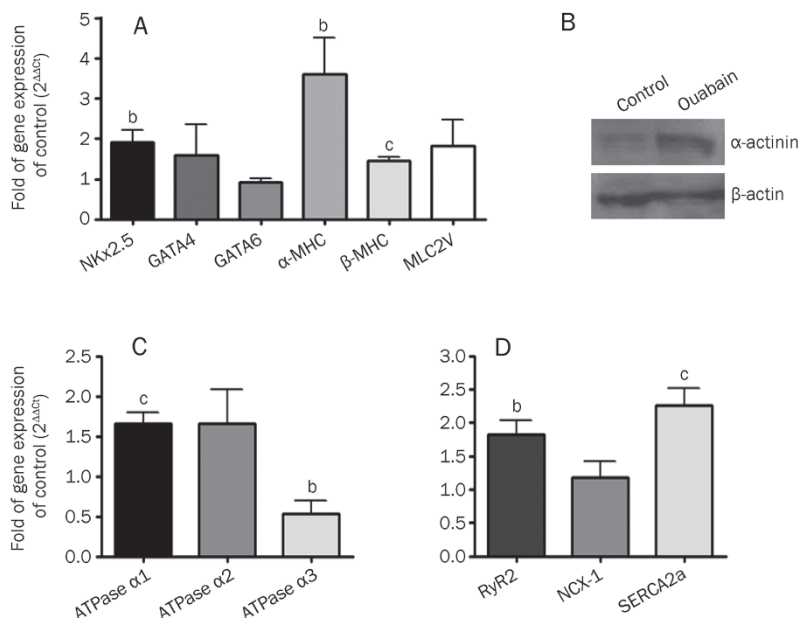 A
Fold of gene expression
of control (2ΔΔCt)
5
4
3
2
1
0
b
b
c
NKx2.5
GATA4
GATA6
α-MHC
β-MHC
MLC2V
B
Control
Ouabain
α-actinin
β-actin
C
Fold of gene expression
of control (2ΔΔCt)
2.5
2.0
1.5
1.0
0.5
0.0
c
b
ATPase α1
ATPase α2
ATPase α3
D
3.0
2.5
2.0
1.5
1.0
0.5
0.0
b
c
RyR2
NCX-1
SERCA2a